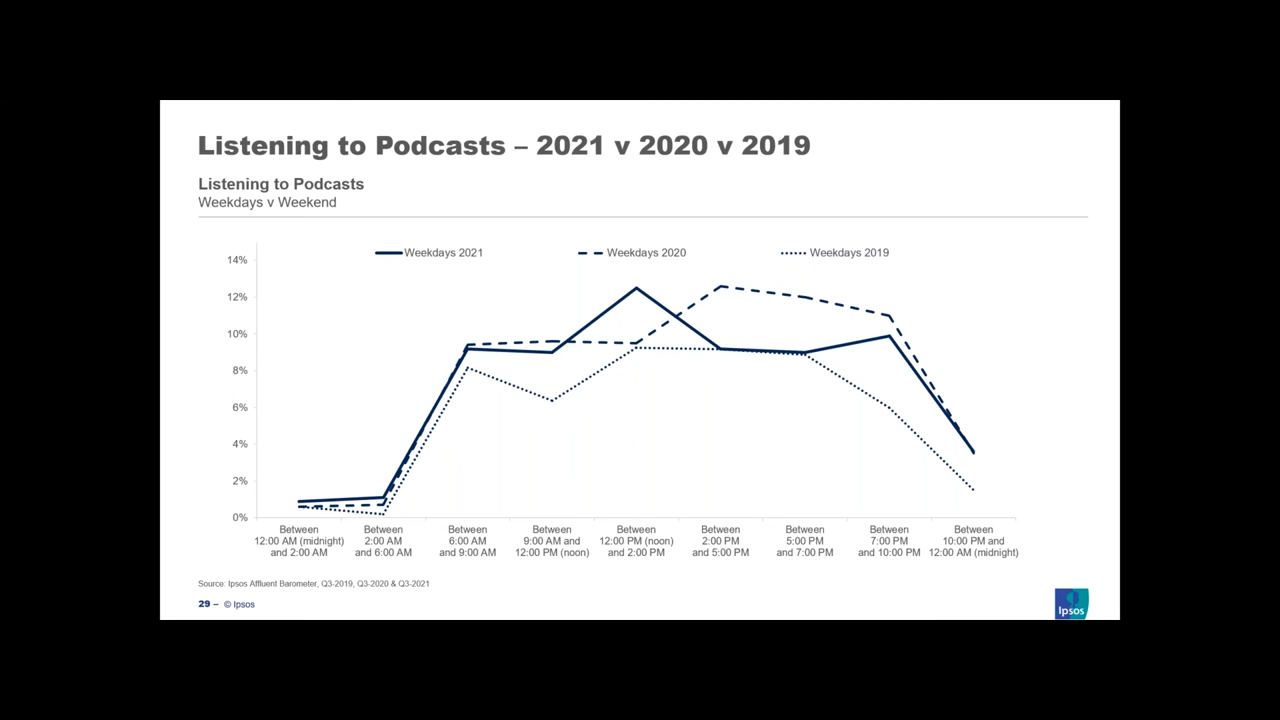 Listening to Podcasts – 2021 v 2020 v 2019
Listening to Podcasts
Weekdays v Weekend
Weekdays 2021
Weekdays 2020
Weekdays 2019
14%
12%
10%
8%
6%
4%
2%
0%
Between
12:00 AM (midnight)
and 2:00 AM
Between
2:00 AM
and 6:00 AM
Between
6:00 AM
and 9:00 AM
Between
9:00 AM and
12:00 PM (noon)
Between
12:00 PM (noon)
and 2:00 PM
Between
2:00 PM
and 5:00 PM
Between
5:00 PM
and 7:00 PM
Between
7:00 PM
and 10:00 PM
Between
10:00 PM and
12:00 AM (midnight)
Source: Ipsos Affluent Barometer, Q3-2019, Q3-2020 & Q3-2021
29 – © Ipsos
Ipsos